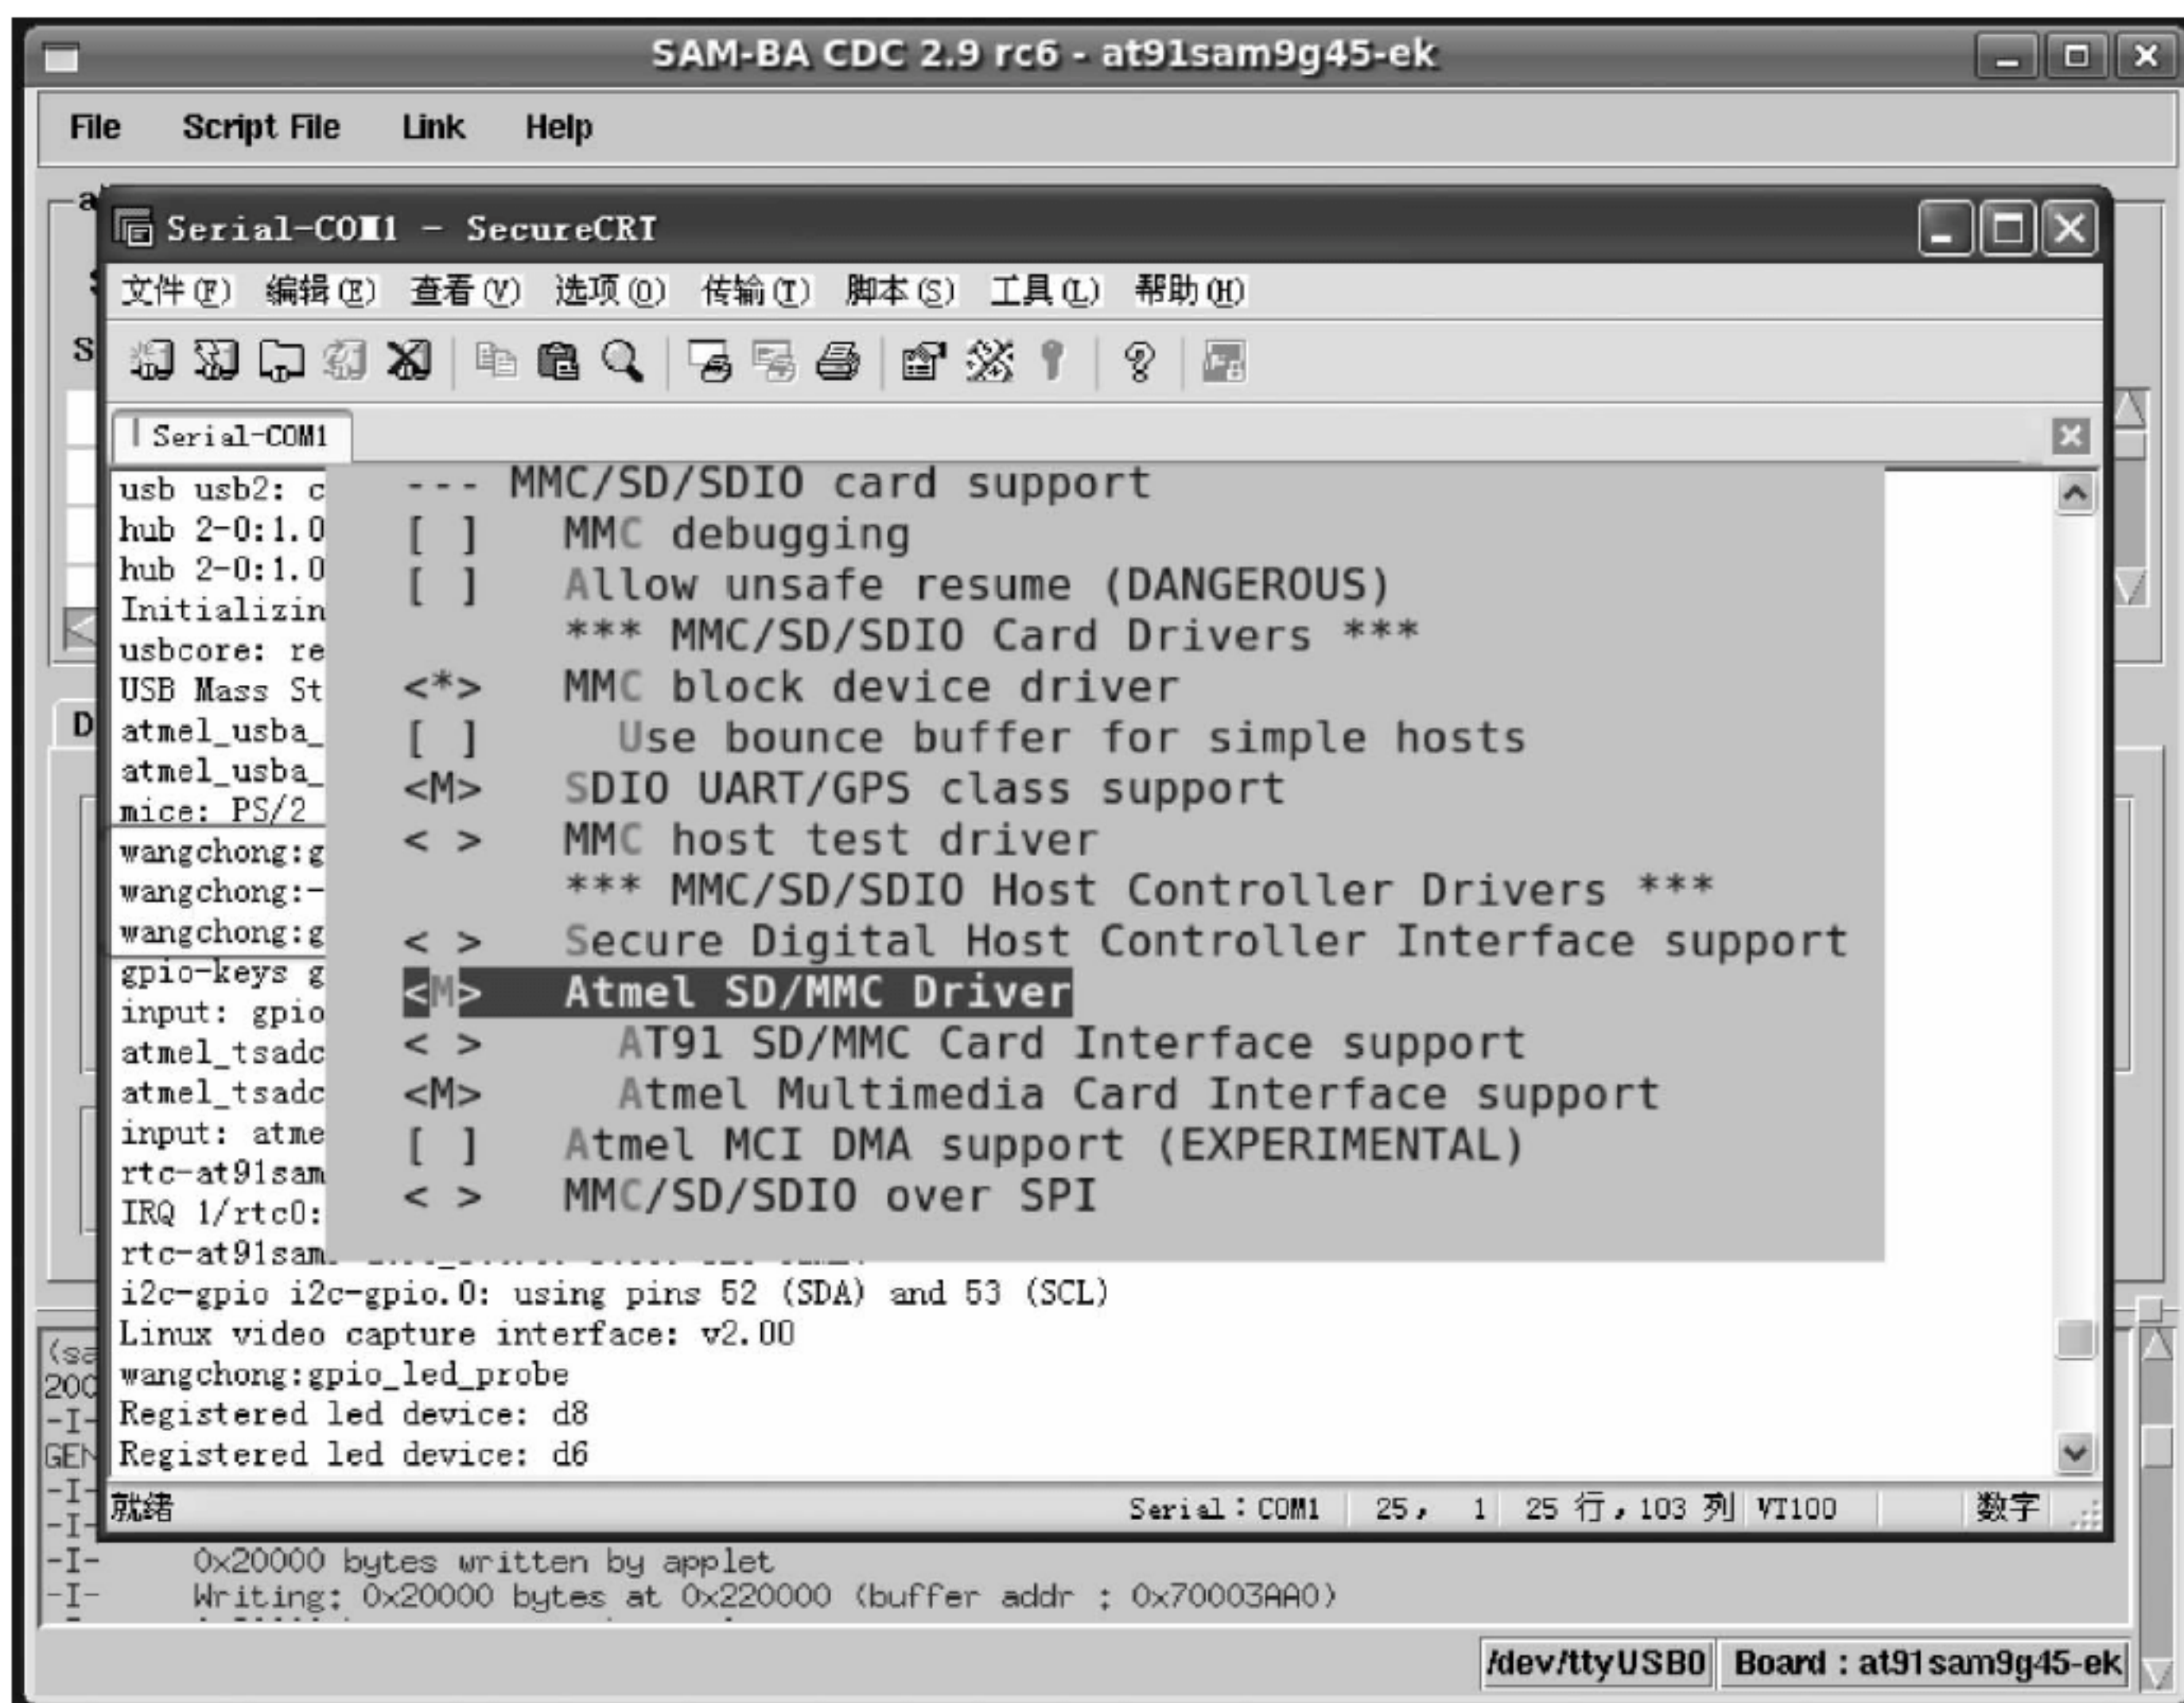 SAM-BA CDC 2.9 rc6 - at91sam9g45-ek
File Script File Link Help
Serial-COM1 - SecureCRT
文件(F) 编辑(E) 查看(V) 选项(O) 传输(T) 脚本(S) 工具(L) 帮助(H)
Serial-COM1
--- MMC/SD/SDIO card support
[ ] MMC debugging
[ ] Allow unsafe resume (DANGEROUS)
*** MMC/SD/SDIO Card Drivers ***
<*> MMC block device driver
[ ] Use bounce buffer for simple hosts
<M> SDIO UART/GPS class support
< > MMC host test driver
*** MMC/SD/SDIO Host Controller Drivers ***
< > Secure Digital Host Controller Interface support
<M> Atmel SD/MMC Driver
< > AT91 SD/MMC Card Interface support
<M> Atmel Multimedia Card Interface support
[ ] Atmel MCI DMA support (EXPERIMENTAL)
< > MMC/SD/SDIO over SPI
usb usb2: c
hub 2-0:1.0
hub 2-0:1.0
Initializin
usbcore: re
USB Mass St
atmel_usba_
atmel_usba_
mice: PS/2
wangchong:g
wangchong:-
wangchong:g
gpio-keys g
input: gpio
atmel_tsadc
atmel_tsadc
input: atme
rtc-at91sam
IRQ 1/rtc0:
rtc-at91sam
i2c-gpio i2c-gpio.0: using pins 52 (SDA) and 53 (SCL)
Linux video capture interface: v2.00
wangchong:gpio_led_probe
Registered led device: d8
Registered led device: d6
就绪 Serial: COM1 25, 1 25 行, 103 列 VT100 数字
(sa
200
-I-
GEN
-I-
-I-
-I- 0x20000 bytes written by applet
-I- Writing: 0x20000 bytes at 0x220000 (buffer addr : 0x70003AA0)
/dev/ttyUSB0 Board : at91sam9g45-ek